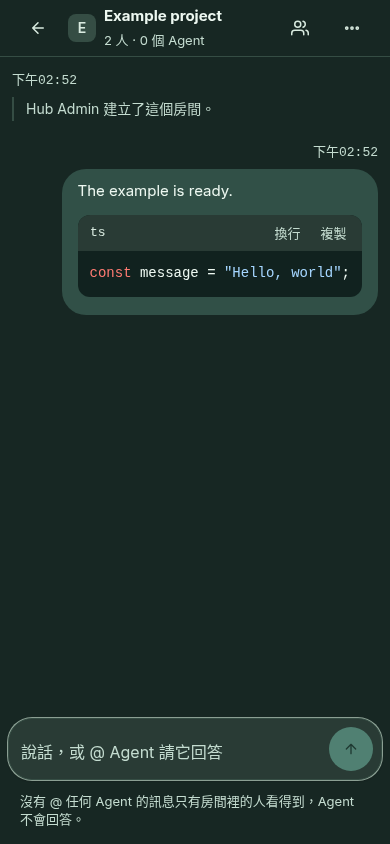 E
Example project
2 人 · 0 個 Agent
下午02:52
Hub Admin 建立了這個房間。
下午02:52
The example is ready.
ts 換行 複製
const message = "Hello, world";
說話，或 @ Agent 請它回答
沒有 @ 任何 Agent 的訊息只有房間裡的人看得到，Agent
不會回答。